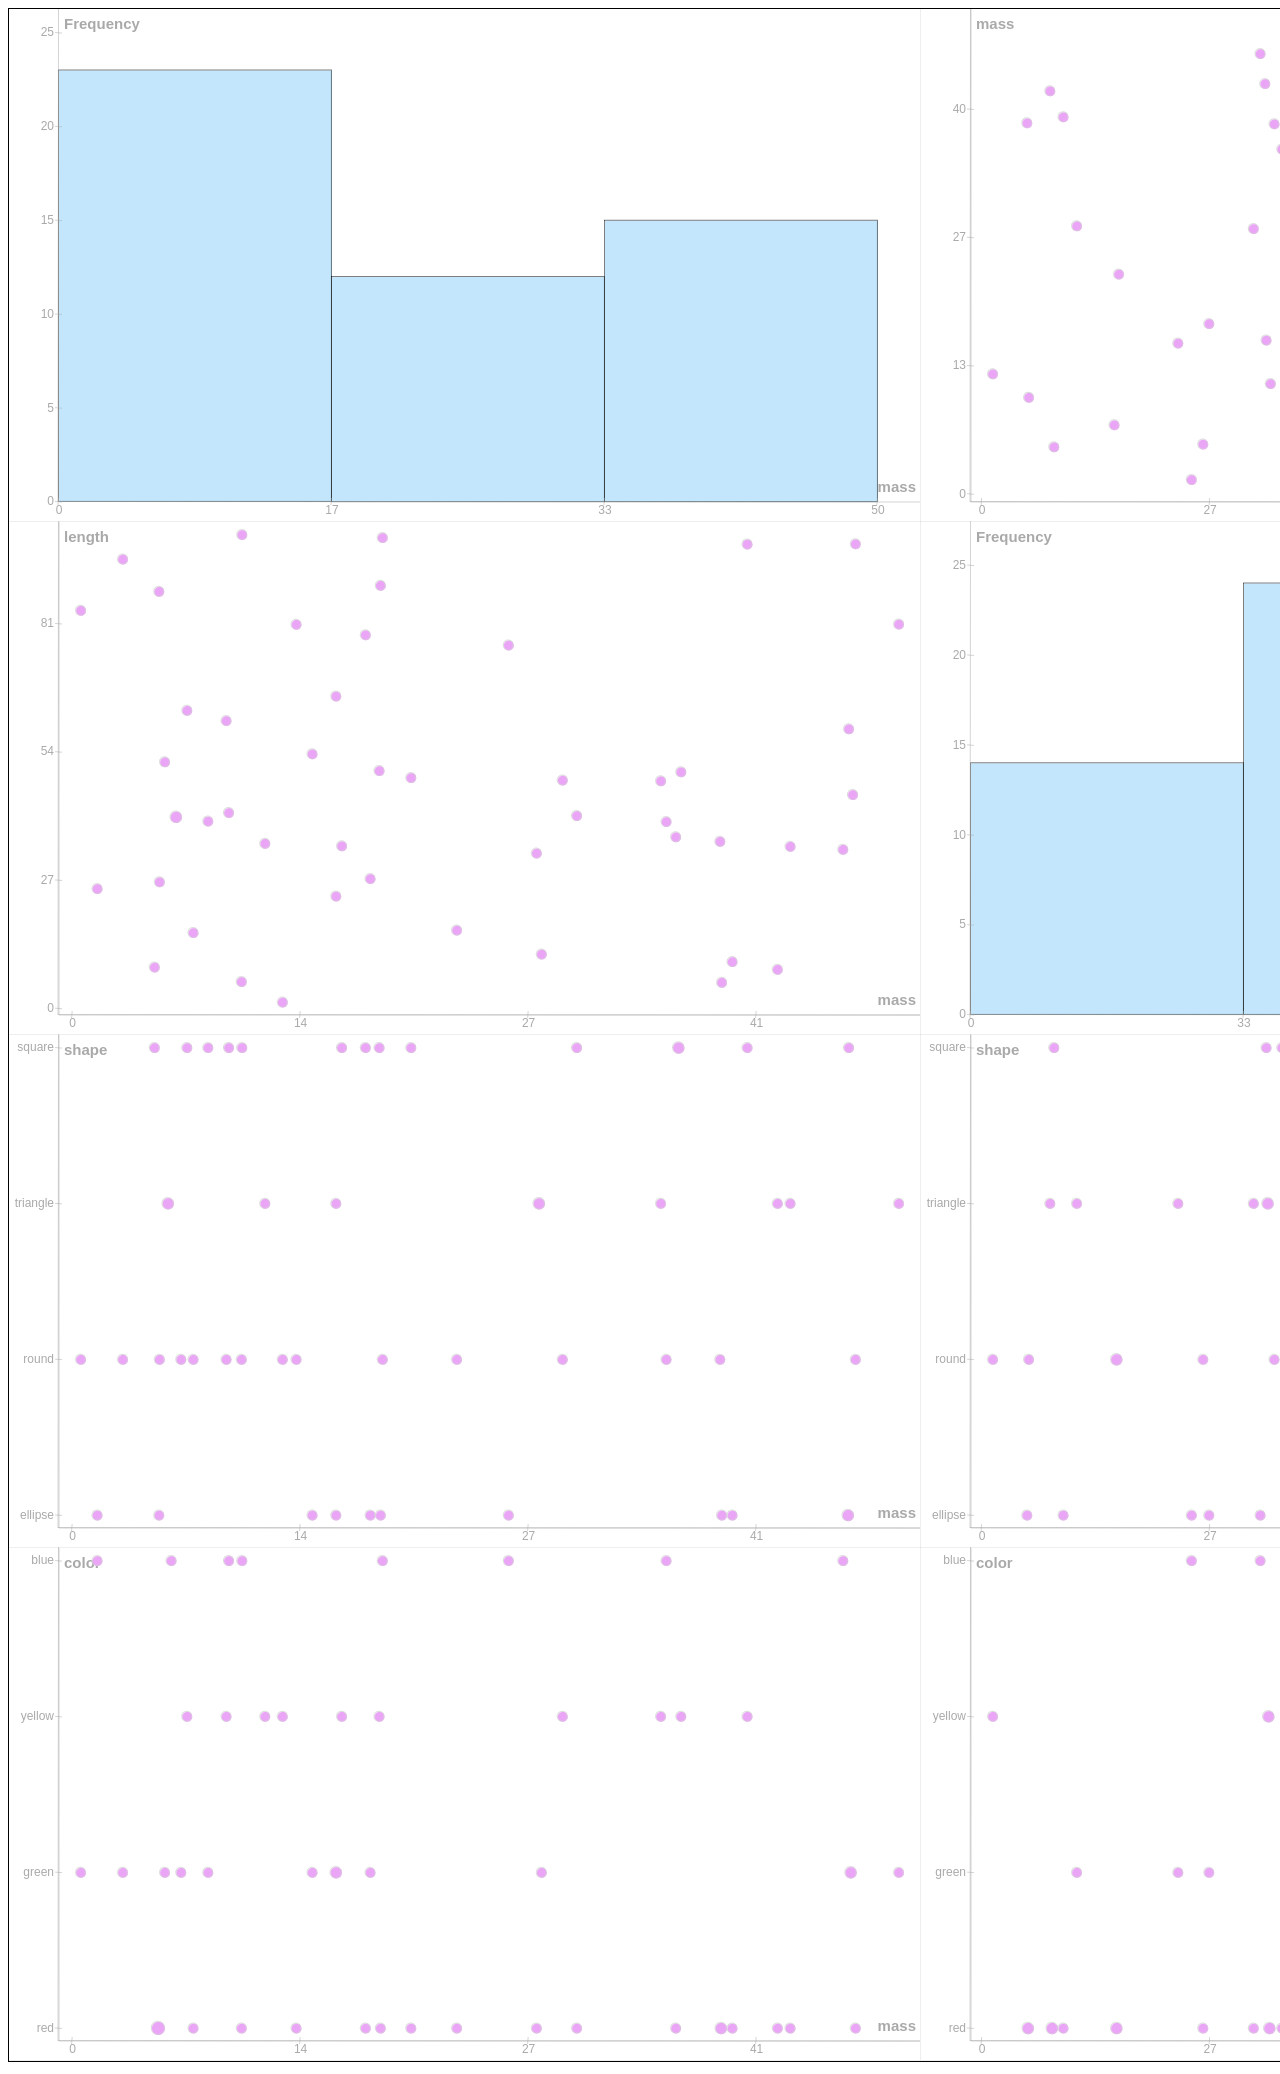 Frequency
25
20
15
10
5
0
0 17 33 50
mass
mass
40
27
13
0
0 27
length
81
54
27
0
0 14 27 41
mass
Frequency
25
20
15
10
5
0
0 33
shape
square
triangle
round
ellipse
0 14 27 41
mass
shape
square
triangle
round
ellipse
0 27
color
blue
yellow
green
red
0 14 27 41
mass
color
blue
yellow
green
red
0 27